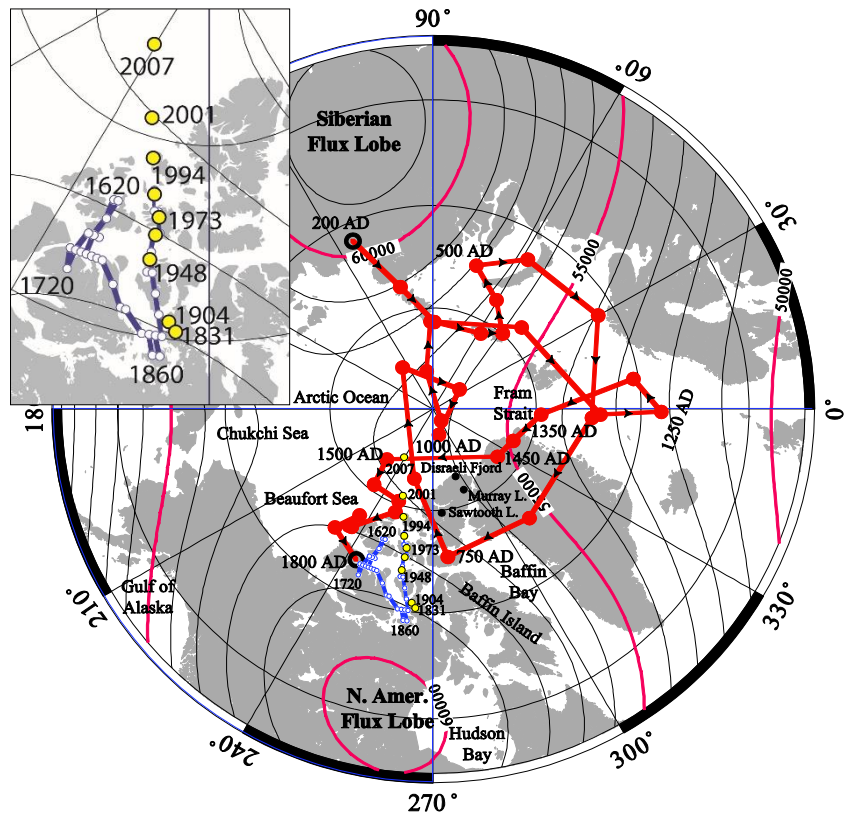 90°
60°
30°
0°
330°
300°
270°
240°
210°
18
2007
2001
1994
1620
1973
1720
1948
1904
1831
1860
Siberian
Flux Lobe
200 AD
60000
500 AD
55000
50000
Arctic Ocean
Fram
Strait
1250 AD
Chukchi Sea
1350 AD
1000 AD
1500 AD
1450 AD
2007
Disraeli Fjord
Murray L.
Sawtooth L.
55000
Beaufort Sea
2001
1994
1620
1973
750 AD
1800 AD
1720
1948
Baffin
Bay
Gulf of
Alaska
1904
1831
Baffin Island
1860
N. Amer.
Flux Lobe
60000
Hudson
Bay